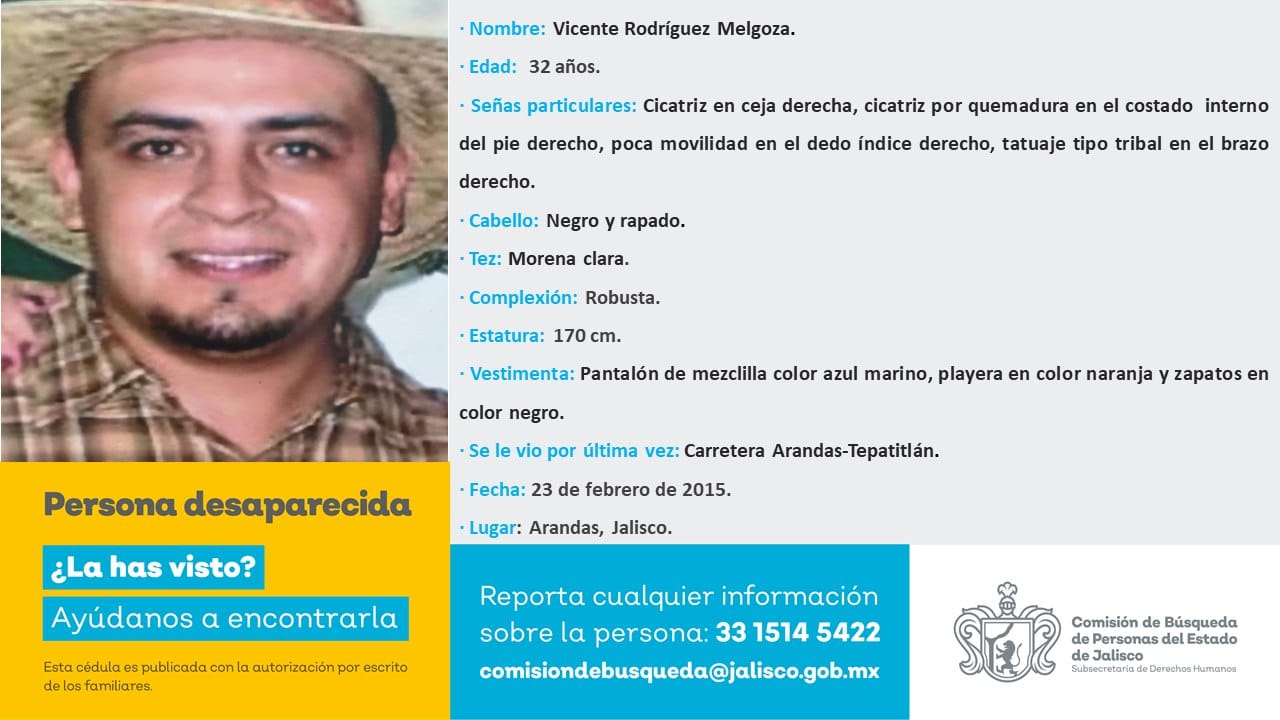 · Nombre: Vicente Rodríguez Melgoza.
· Edad: 32 años.
· Señas particulares: Cicatriz en ceja derecha, cicatriz por quemadura en el costado interno
del pie derecho, poca movilidad en el dedo índice derecho, tatuaje tipo tribal en el brazo
derecho.
· Cabello: Negro y rapado.
· Tez: Morena clara.
· Complexión: Robusta.
· Estatura: 170 cm.
· Vestimenta: Pantalón de mezclilla color azul marino, playera en color naranja y zapatos en
color negro.
· Se le vio por última vez: Carretera Arandas-Tepatitlán.
· Fecha: 23 de febrero de 2015.
· Lugar: Arandas, Jalisco.
Persona desaparecida
¿La has visto?
Ayúdanos a encontrarla
Esta cédula es publicada con la autorización por escrito
de los familiares.
Reporta cualquier información
sobre la persona: 33 1514 5422
comisiondebusqueda@jalisco.gob.mx
Comisión de Búsqueda
de Personas del Estado
de Jalisco
Subsecretaría de Derechos Humanos